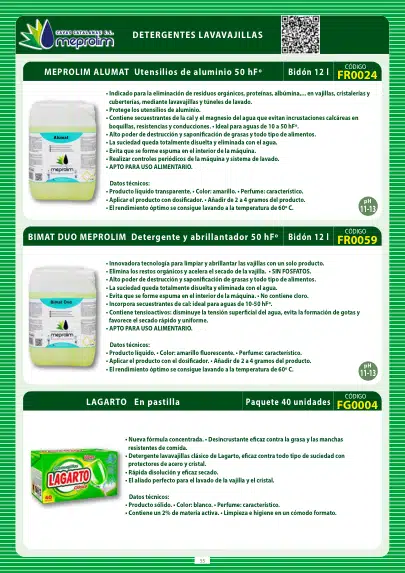 COPAS CATALANAS S.L.
meprolim
DETERGENTES LAVAVAJILLAS
MEPROLIM ALUMAT Utensilios de aluminio 50 hFº
Bidón 12 l
CÓDIGO
FR0024
Alumat
meprolim
• Indicado para la eliminación de residuos orgánicos, proteínas, albúmina,... en vajillas, cristalerías y
cuberterías, mediante lavavajillas y túneles de lavado.
• Protege los utensilios de aluminio.
• Contiene secuestrantes de la cal y el magnesio del agua que evitan incrustaciones calcáreas en
boquillas, resistencias y conducciones. • Ideal para aguas de 10 a 50 hFº.
• Alto poder de destrucción y saponificación de grasas y todo tipo de alimentos.
• La suciedad queda totalmente disuelta y eliminada con el agua.
• Evita que se forme espuma en el interior de la máquina.
• Realizar controles periódicos de la máquina y sistema de lavado.
• APTO PARA USO ALIMENTARIO.
Datos técnicos:
• Producto líquido transparente. • Color: amarillo. • Perfume: característico.
• Aplicar el producto con dosificador. • Añadir de 2 a 4 gramos del producto.
• El rendimiento óptimo se consigue lavando a la temperatura de 60º C.
pH
11-13
BIMAT DUO MEPROLIM Detergente y abrillantador 50 hFº
Bidón 12 l
CÓDIGO
FR0059
Bimat Duo
meprolim
• Innovadora tecnología para limpiar y abrillantar las vajillas con un solo producto.
• Elimina los restos orgánicos y acelera el secado de la vajilla. • SIN FOSFATOS.
• Alto poder de destrucción y saponificación de grasas y todo tipo de alimentos.
• La suciedad queda totalmente disuelta y eliminada con el agua.
• Evita que se forme espuma en el interior de la máquina. • No contiene cloro.
• Incorpora secuestrantes de cal ideal para aguas de 10-50 hFº.
• Contiene tensioactivos: disminuye la tensión superficial del agua, evita la formación de gotas y
favorece el secado rápido y uniforme.
• APTO PARA USO ALIMENTARIO.
Datos técnicos:
• Producto líquido. • Color: amarillo fluorescente. • Perfume: característico.
• Aplicar el producto con el dosificador. • Añadir de 2 a 4 gramos del producto.
• El rendimiento óptimo se consigue lavando a la temperatura de 60º C.
pH
11-13
LAGARTO En pastilla
Paquete 40 unidades
CÓDIGO
FG0004
LAGARTO
• Nueva fórmula concentrada. • Desincrustante eficaz contra la grasa y las manchas
resistentes de comida.
• Detergente lavavajillas clásico de Lagarto, eficaz contra todo tipo de suciedad con
protectores de acero y cristal.
• Rápida disolución y eficaz secado.
• El aliado perfecto para el lavado de la vajilla y el cristal.
Datos técnicos:
• Producto sólido. • Color: blanco. • Perfume: característico.
• Contiene un 2% de materia activa. • Limpieza e higiene en un cómodo formato.